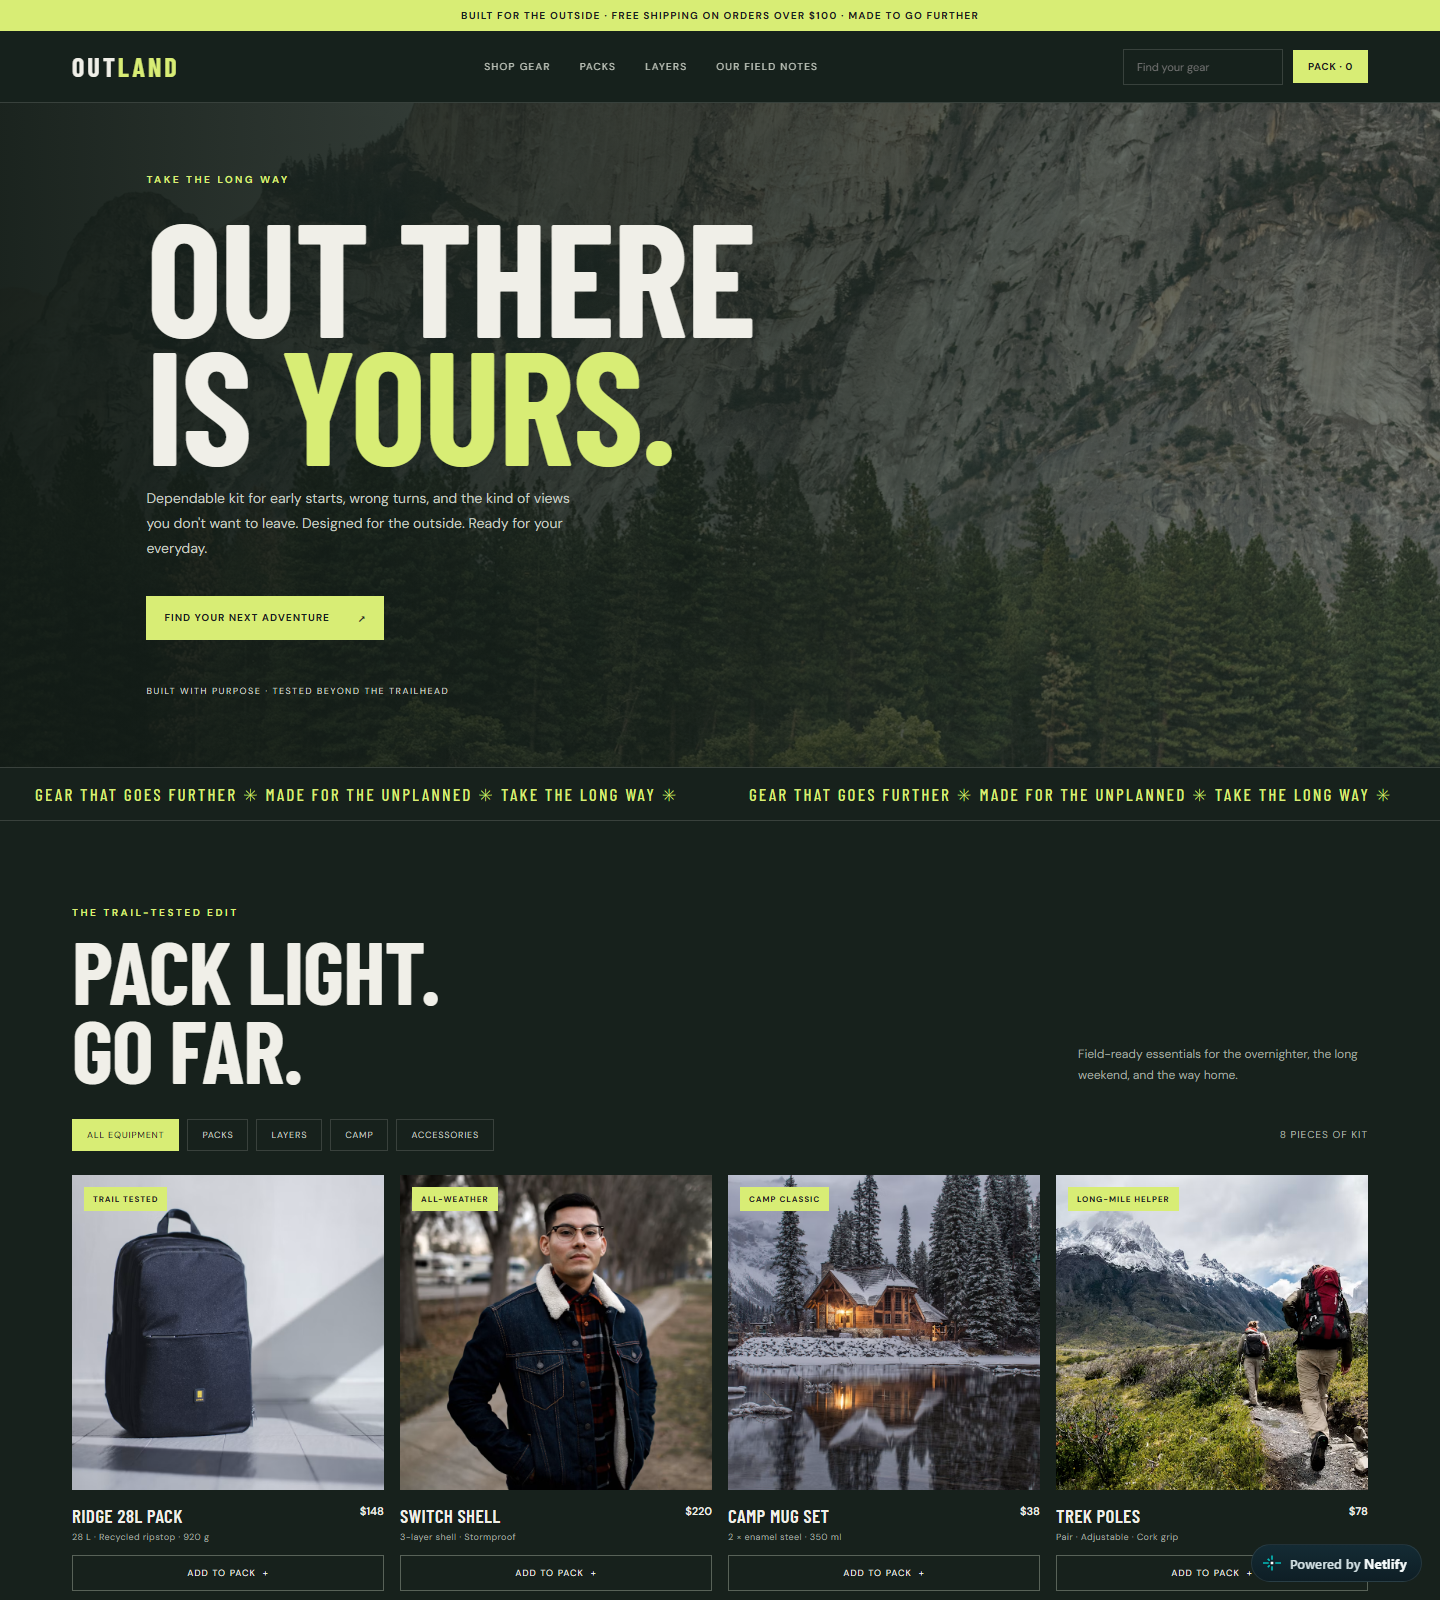 BUILT FOR THE OUTSIDE · FREE SHIPPING ON ORDERS OVER $100 · MADE TO GO FURTHER
OUTLAND
SHOP GEAR
PACKS
LAYERS
OUR FIELD NOTES
Find your gear
PACK · 0
TAKE THE LONG WAY
OUT THERE
IS YOURS.
Dependable kit for early starts, wrong turns, and the kind of views
you don't want to leave. Designed for the outside. Ready for your
everyday.
FIND YOUR NEXT ADVENTURE ↗
BUILT WITH PURPOSE · TESTED BEYOND THE TRAILHEAD
GEAR THAT GOES FURTHER ✳ MADE FOR THE UNPLANNED ✳ TAKE THE LONG WAY ✳
GEAR THAT GOES FURTHER ✳ MADE FOR THE UNPLANNED ✳ TAKE THE LONG WAY ✳
THE TRAIL-TESTED EDIT
PACK LIGHT.
GO FAR.
Field-ready essentials for the overnighter, the long
weekend, and the way home.
ALL EQUIPMENT
PACKS
LAYERS
CAMP
ACCESSORIES
8 PIECES OF KIT
TRAIL TESTED
RIDGE 28L PACK
$148
28 L · Recycled ripstop · 920 g
ADD TO PACK +
ALL-WEATHER
SWITCH SHELL
$220
3-layer shell · Stormproof
ADD TO PACK +
CAMP CLASSIC
CAMP MUG SET
$38
2 × enamel steel · 350 ml
ADD TO PACK +
LONG-MILE HELPER
TREK POLES
$78
Pair · Adjustable · Cork grip
ADD TO PACK +
Powered by Netlify